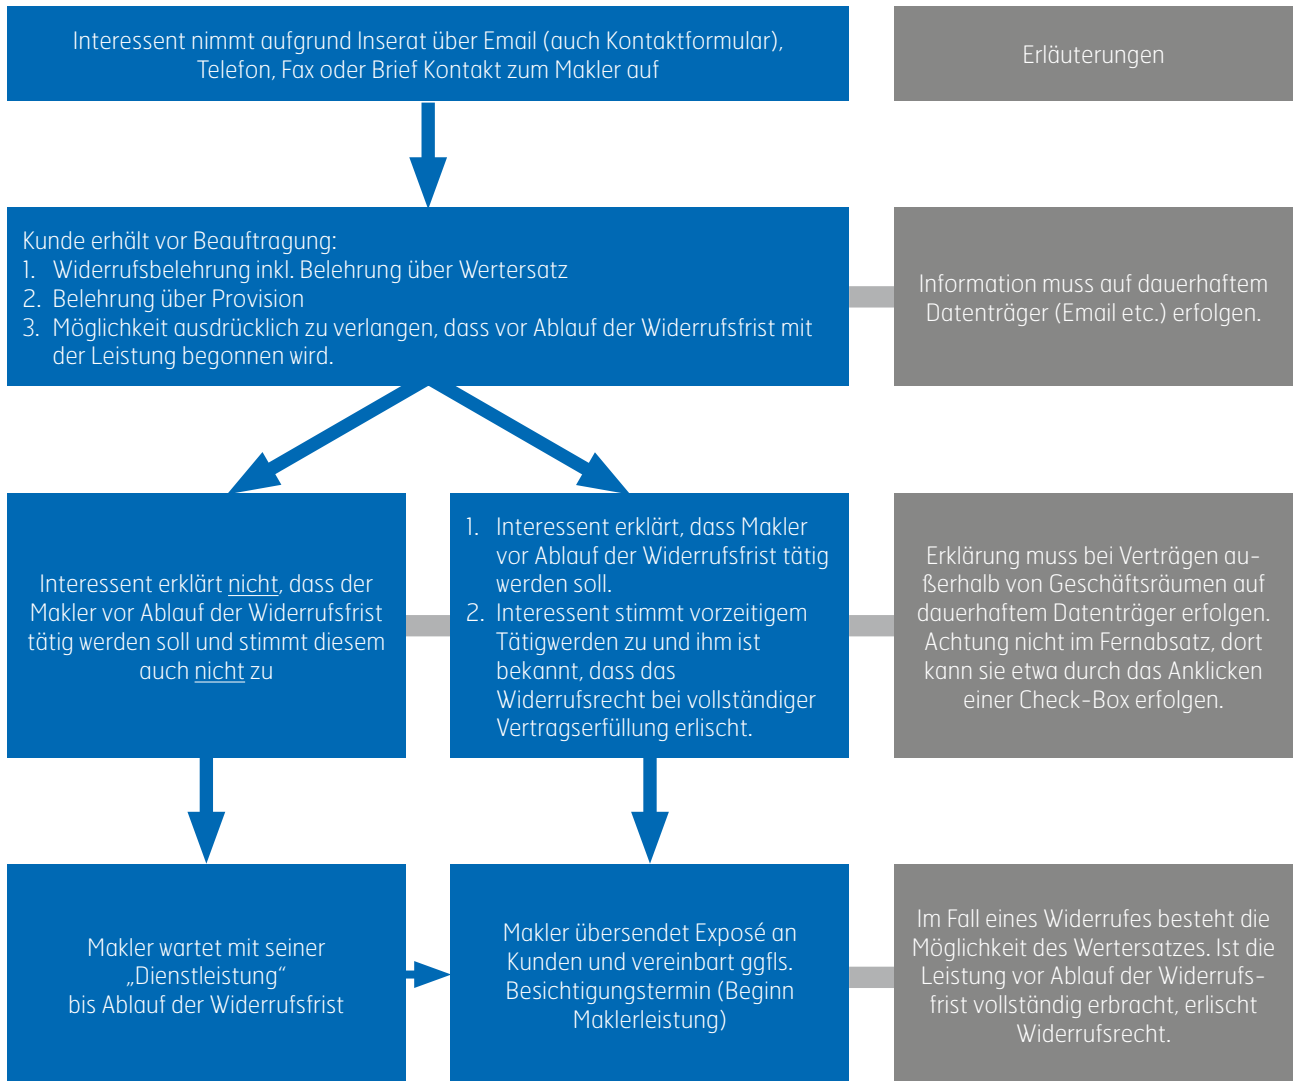 Interessent nimmt aufgrund Inserat über Email (auch Kontaktformular),
Telefon, Fax oder Brief Kontakt zum Makler auf
Erläuterungen
Kunde erhält vor Beauftragung:
1. Widerrufsbelehrung inkl. Belehrung über Wertersatz
2. Belehrung über Provision
3. Möglichkeit ausdrücklich zu verlangen, dass vor Ablauf der Widerrufsfrist mit
der Leistung begonnen wird.
Information muss auf dauerhaftem
Datenträger (Email etc.) erfolgen.
Interessent erklärt nicht, dass der
Makler vor Ablauf der Widerrufsfrist
tätig werden soll und stimmt diesem
auch nicht zu
1. Interessent erklärt, dass Makler
vor Ablauf der Widerrufsfrist tätig
werden soll.
2. Interessent stimmt vorzeitigem
Tätigwerden zu und ihm ist
bekannt, dass das
Widerrufsrecht bei vollständiger
Vertragserfüllung erlischt.
Erklärung muss bei Verträgen au-
ßerhalb von Geschäftsräumen auf
dauerhaftem Datenträger erfolgen.
Achtung nicht im Fernabsatz, dort
kann sie etwa durch das Anklicken
einer Check-Box erfolgen.
Makler wartet mit seiner
„Dienstleistung“
bis Ablauf der Widerrufsfrist
Makler übersendet Exposé an
Kunden und vereinbart ggfls.
Besichtigungstermin (Beginn
Maklerleistung)
Im Fall eines Widerrufes besteht die
Möglichkeit des Wertersatzes. Ist die
Leistung vor Ablauf der Widerrufs-
frist vollständig erbracht, erlischt
Widerrufsrecht.